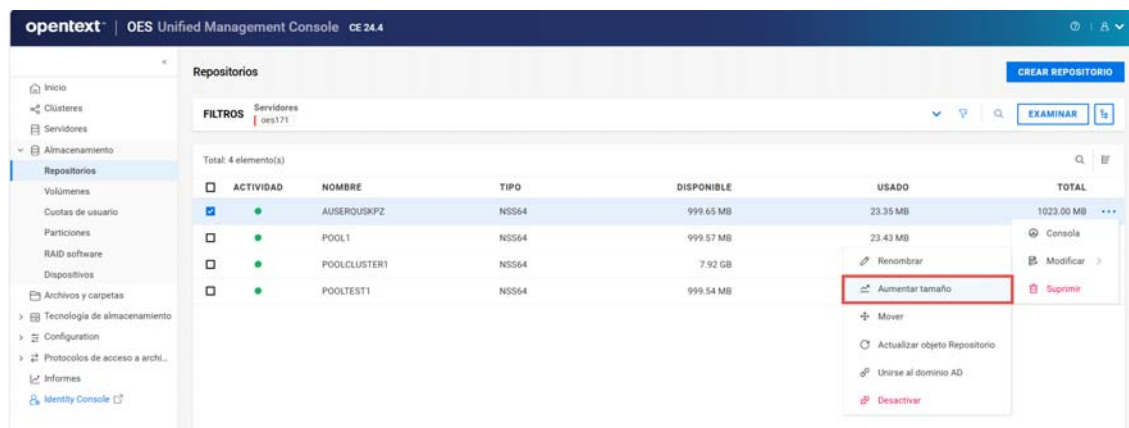 opentext™ | OES Unified Management Console CE 24.4
Inicio
Clústeres
Servidores
Almacenamiento
Repositorios
Volúmenes
Cuotas de usuario
Particiones
RAID software
Dispositivos
Archivos y carpetas
Tecnología de almacenamiento
Configuration
Protocolos de acceso a archi...
Informes
Identity Console
Repositorios
CREAR REPOSITORIO
FILTROS Servidores
oes171
EXAMINAR
Total: 4 elemento(s)
ACTIVIDAD NOMBRE TIPO DISPONIBLE USADO TOTAL
AUSERQUSKPZ NSS64 999.65 MB 23.35 MB 1023.00 MB
POOL1 NSS64 999.57 MB 23.43 MB
POOLCLUSTER1 NSS64 7.92 GB
POOLTEST1 NSS64 999.54 MB
Consola
Modificar
Suprimir
Renombrar
Aumentar tamaño
Mover
Actualizar objeto Repositorio
Unirse al dominio AD
Desactivar